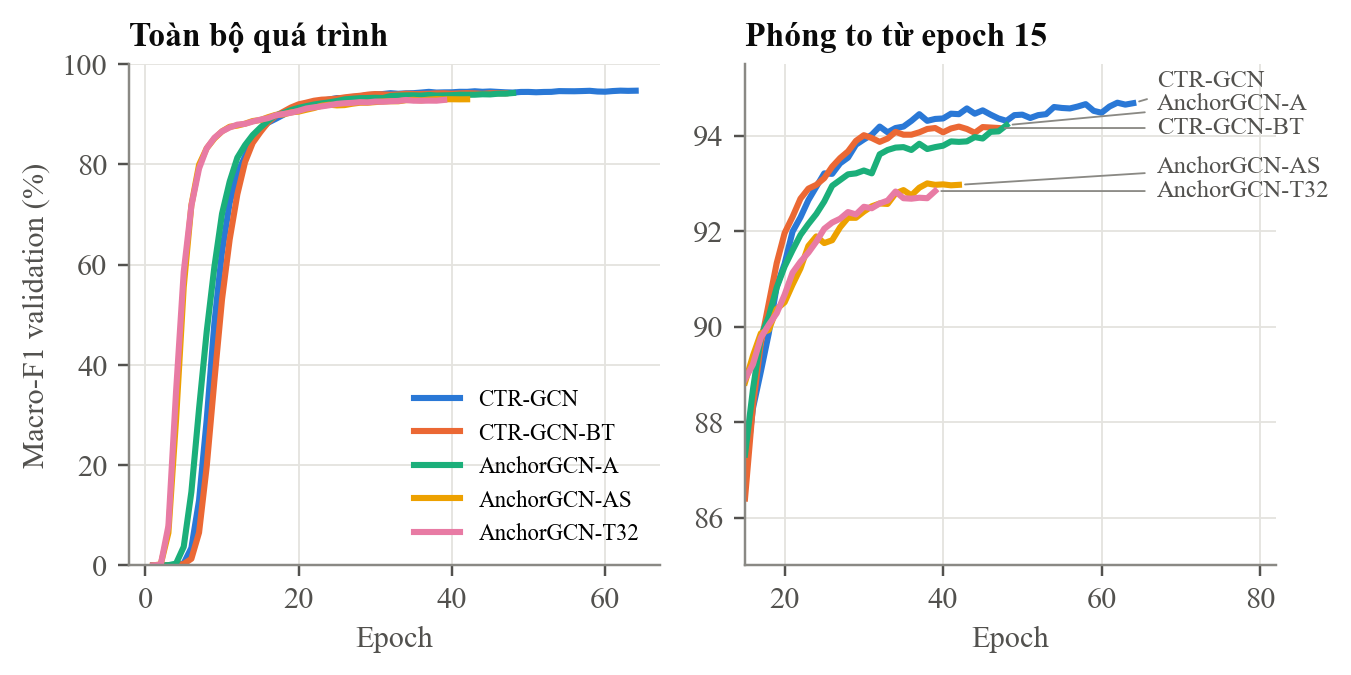 Toàn bộ quá trình
Macro-F1 validation (%)
100
80
60
40
20
0
CTR-GCN
CTR-GCN-BT
AnchorGCN-A
AnchorGCN-AS
AnchorGCN-T32
0 20 40 60
Epoch
Phóng to từ epoch 15
94
92
90
88
86
CTR-GCN
AnchorGCN-A
CTR-GCN-BT
AnchorGCN-AS
AnchorGCN-T32
20 40 60 80
Epoch